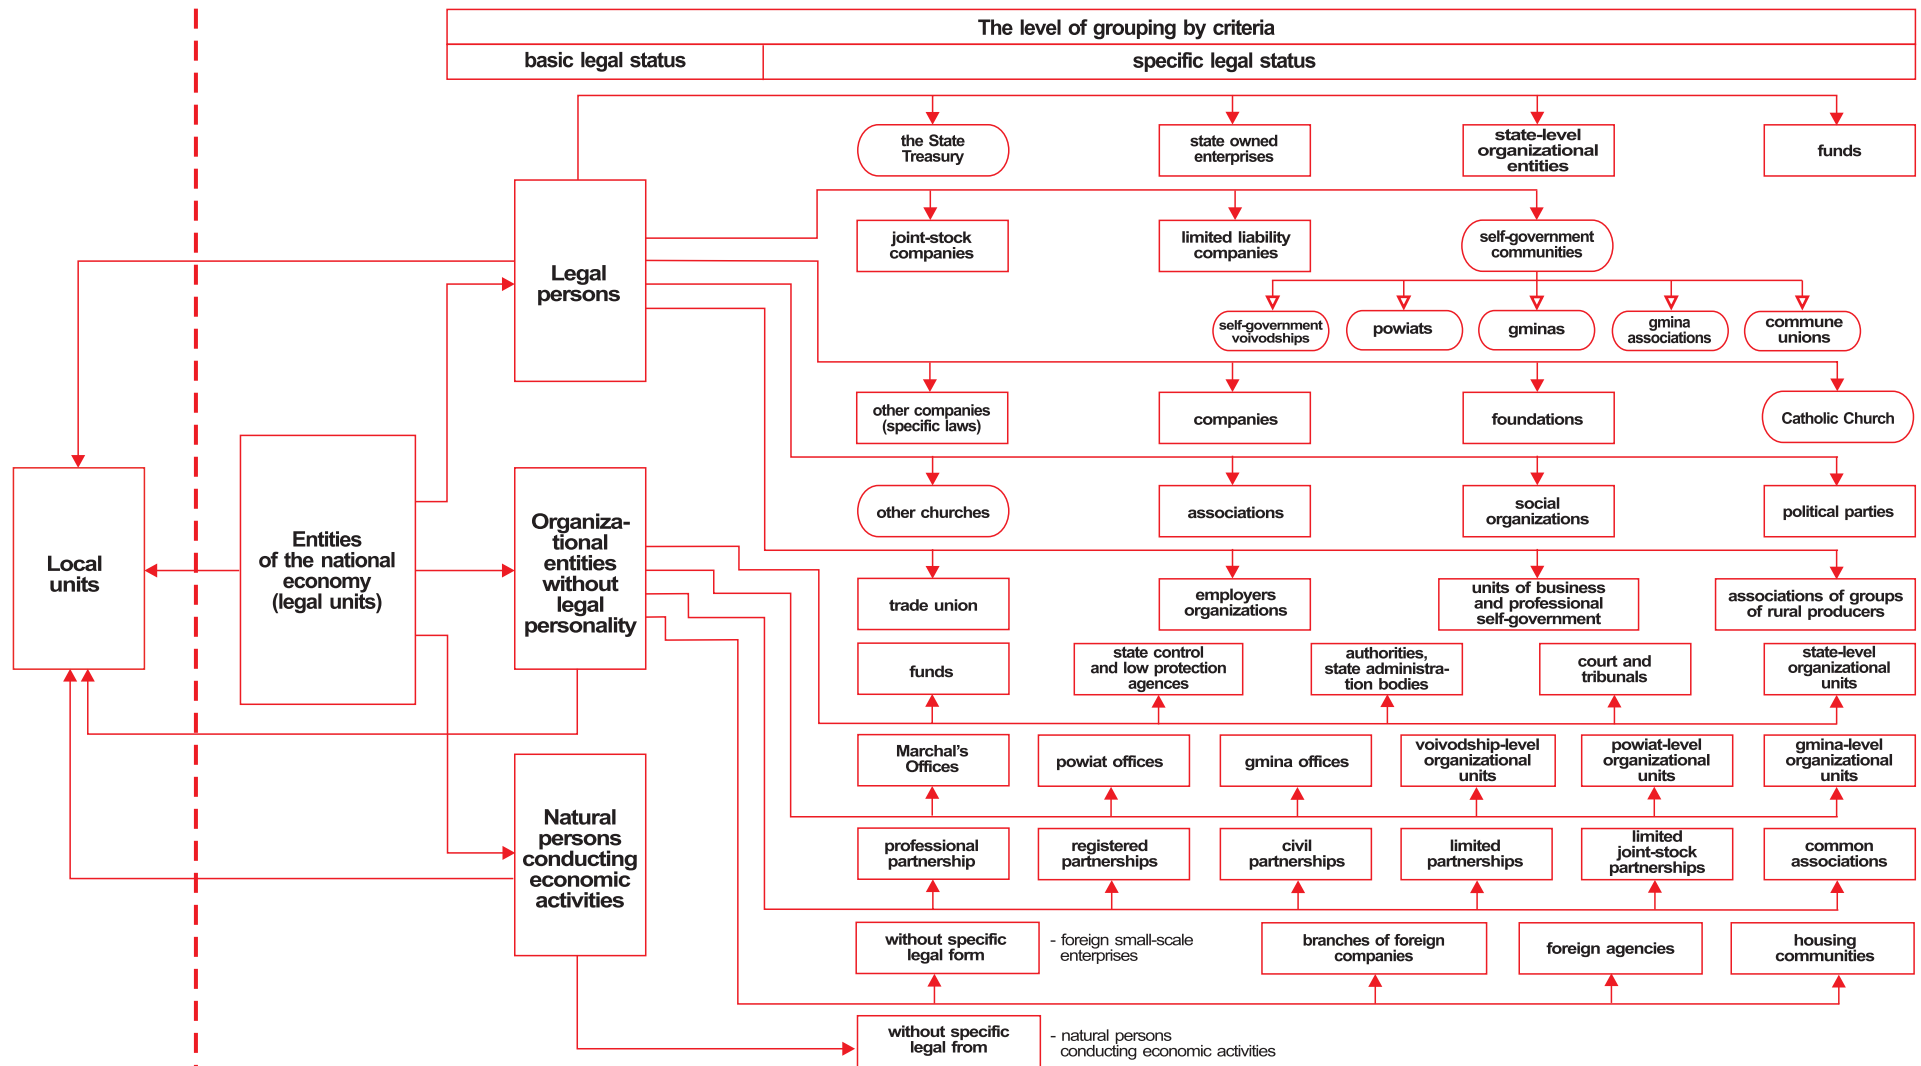 The level of grouping by criteria
basic legal status
specific legal status
the State
Treasury
state owned
enterprises
state-level
organizational
entities
funds
joint-stock
companies
limited liability
companies
self-government
communities
Legal
persons
self-government
voivodships
powiats
gminas
gmina
associations
commune
unions
other companies
(specific laws)
companies
foundations
Catholic Church
other churches
associations
social
organizations
political parties
Local
units
Entities
of the national
economy
(legal units)
Organiza-
tional
entities
without
legal
personality
trade union
employers
organizations
units of business
and professional
self-government
associations of groups
of rural producers
funds
state control
and low protection
agences
authorities,
state administra-
tion bodies
court and
tribunals
state-level
organizational
units
Marchal's
Offices
powiat offices
gmina offices
voivodship-level
organizational
units
powiat-level
organizational
units
gmina-level
organizational
units
Natural
persons
conducting
economic
activities
professional
partnership
registered
partnerships
civil
partnerships
limited
partnerships
limited
joint-stock
partnerships
common
associations
without specific
legal form
- foreign small-scale
enterprises
branches of foreign
companies
foreign agencies
housing
communities
without specific
legal from
- natural persons
conducting economic activities